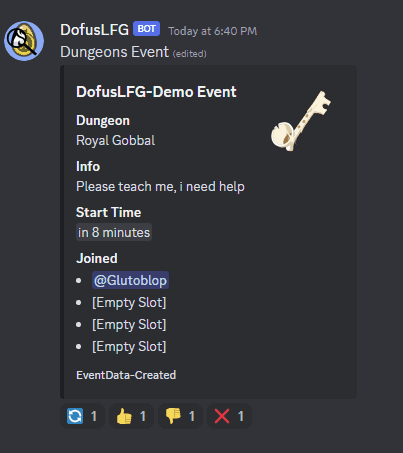 DofusLFG BOT Today at 6:40 PM
Dungeons Event (edited)
DofusLFG-Demo Event
Dungeon
Royal Gobbal
Info
Please teach me, i need help
Start Time
in 8 minutes
Joined
• @Glutoblop
• [Empty Slot]
• [Empty Slot]
• [Empty Slot]
EventData-Created
1 1 1 1